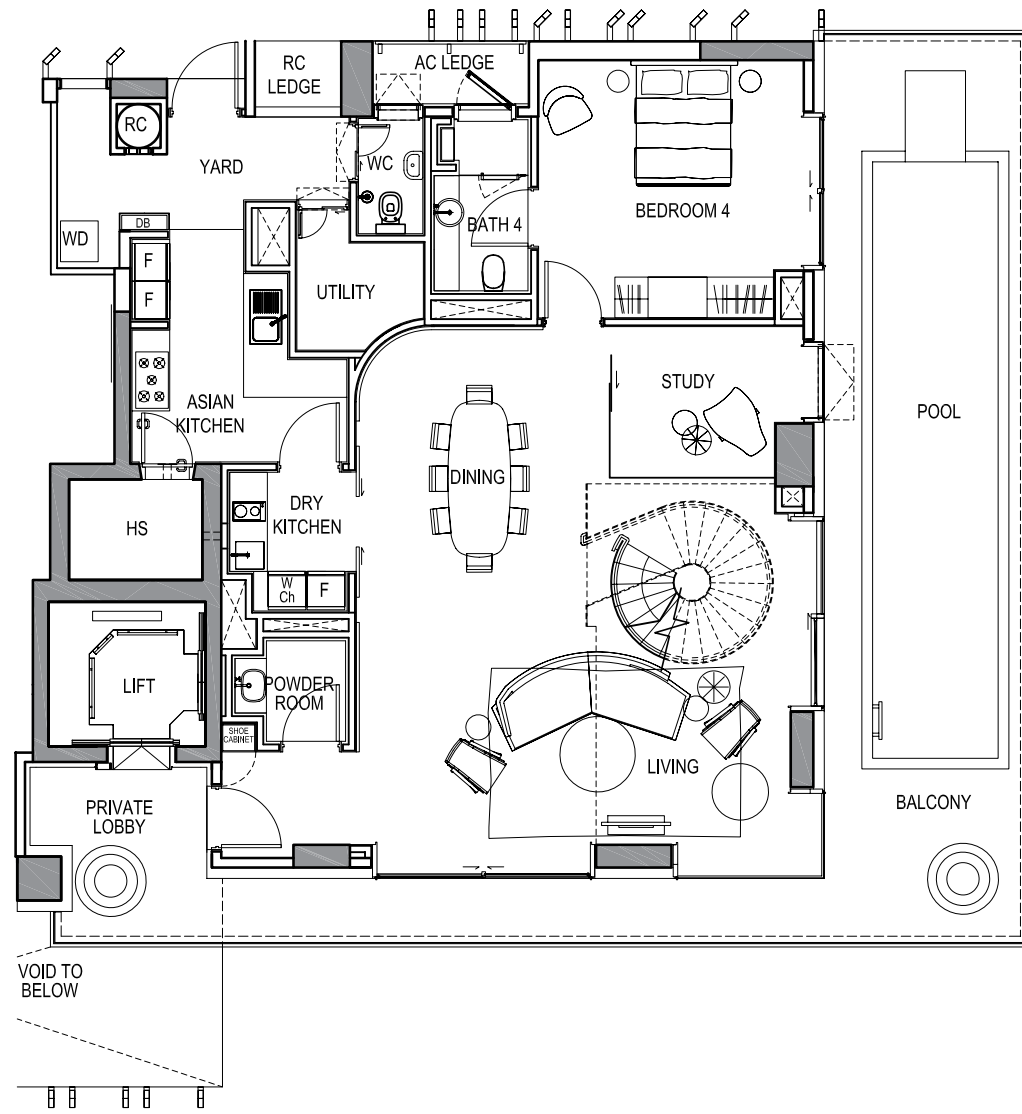 RC
LEDGE
AC LEDGE
RC
YARD
WC
BEDROOM 4
BATH 4
DB
WD
F
F
UTILITY
STUDY
POOL
ASIAN
KITCHEN
DINING
DRY
KITCHEN
HS
W
Ch
F
LIFT
POWDER
ROOM
SHOE
CABINET
LIVING
PRIVATE
LOBBY
BALCONY
VOID TO
BELOW